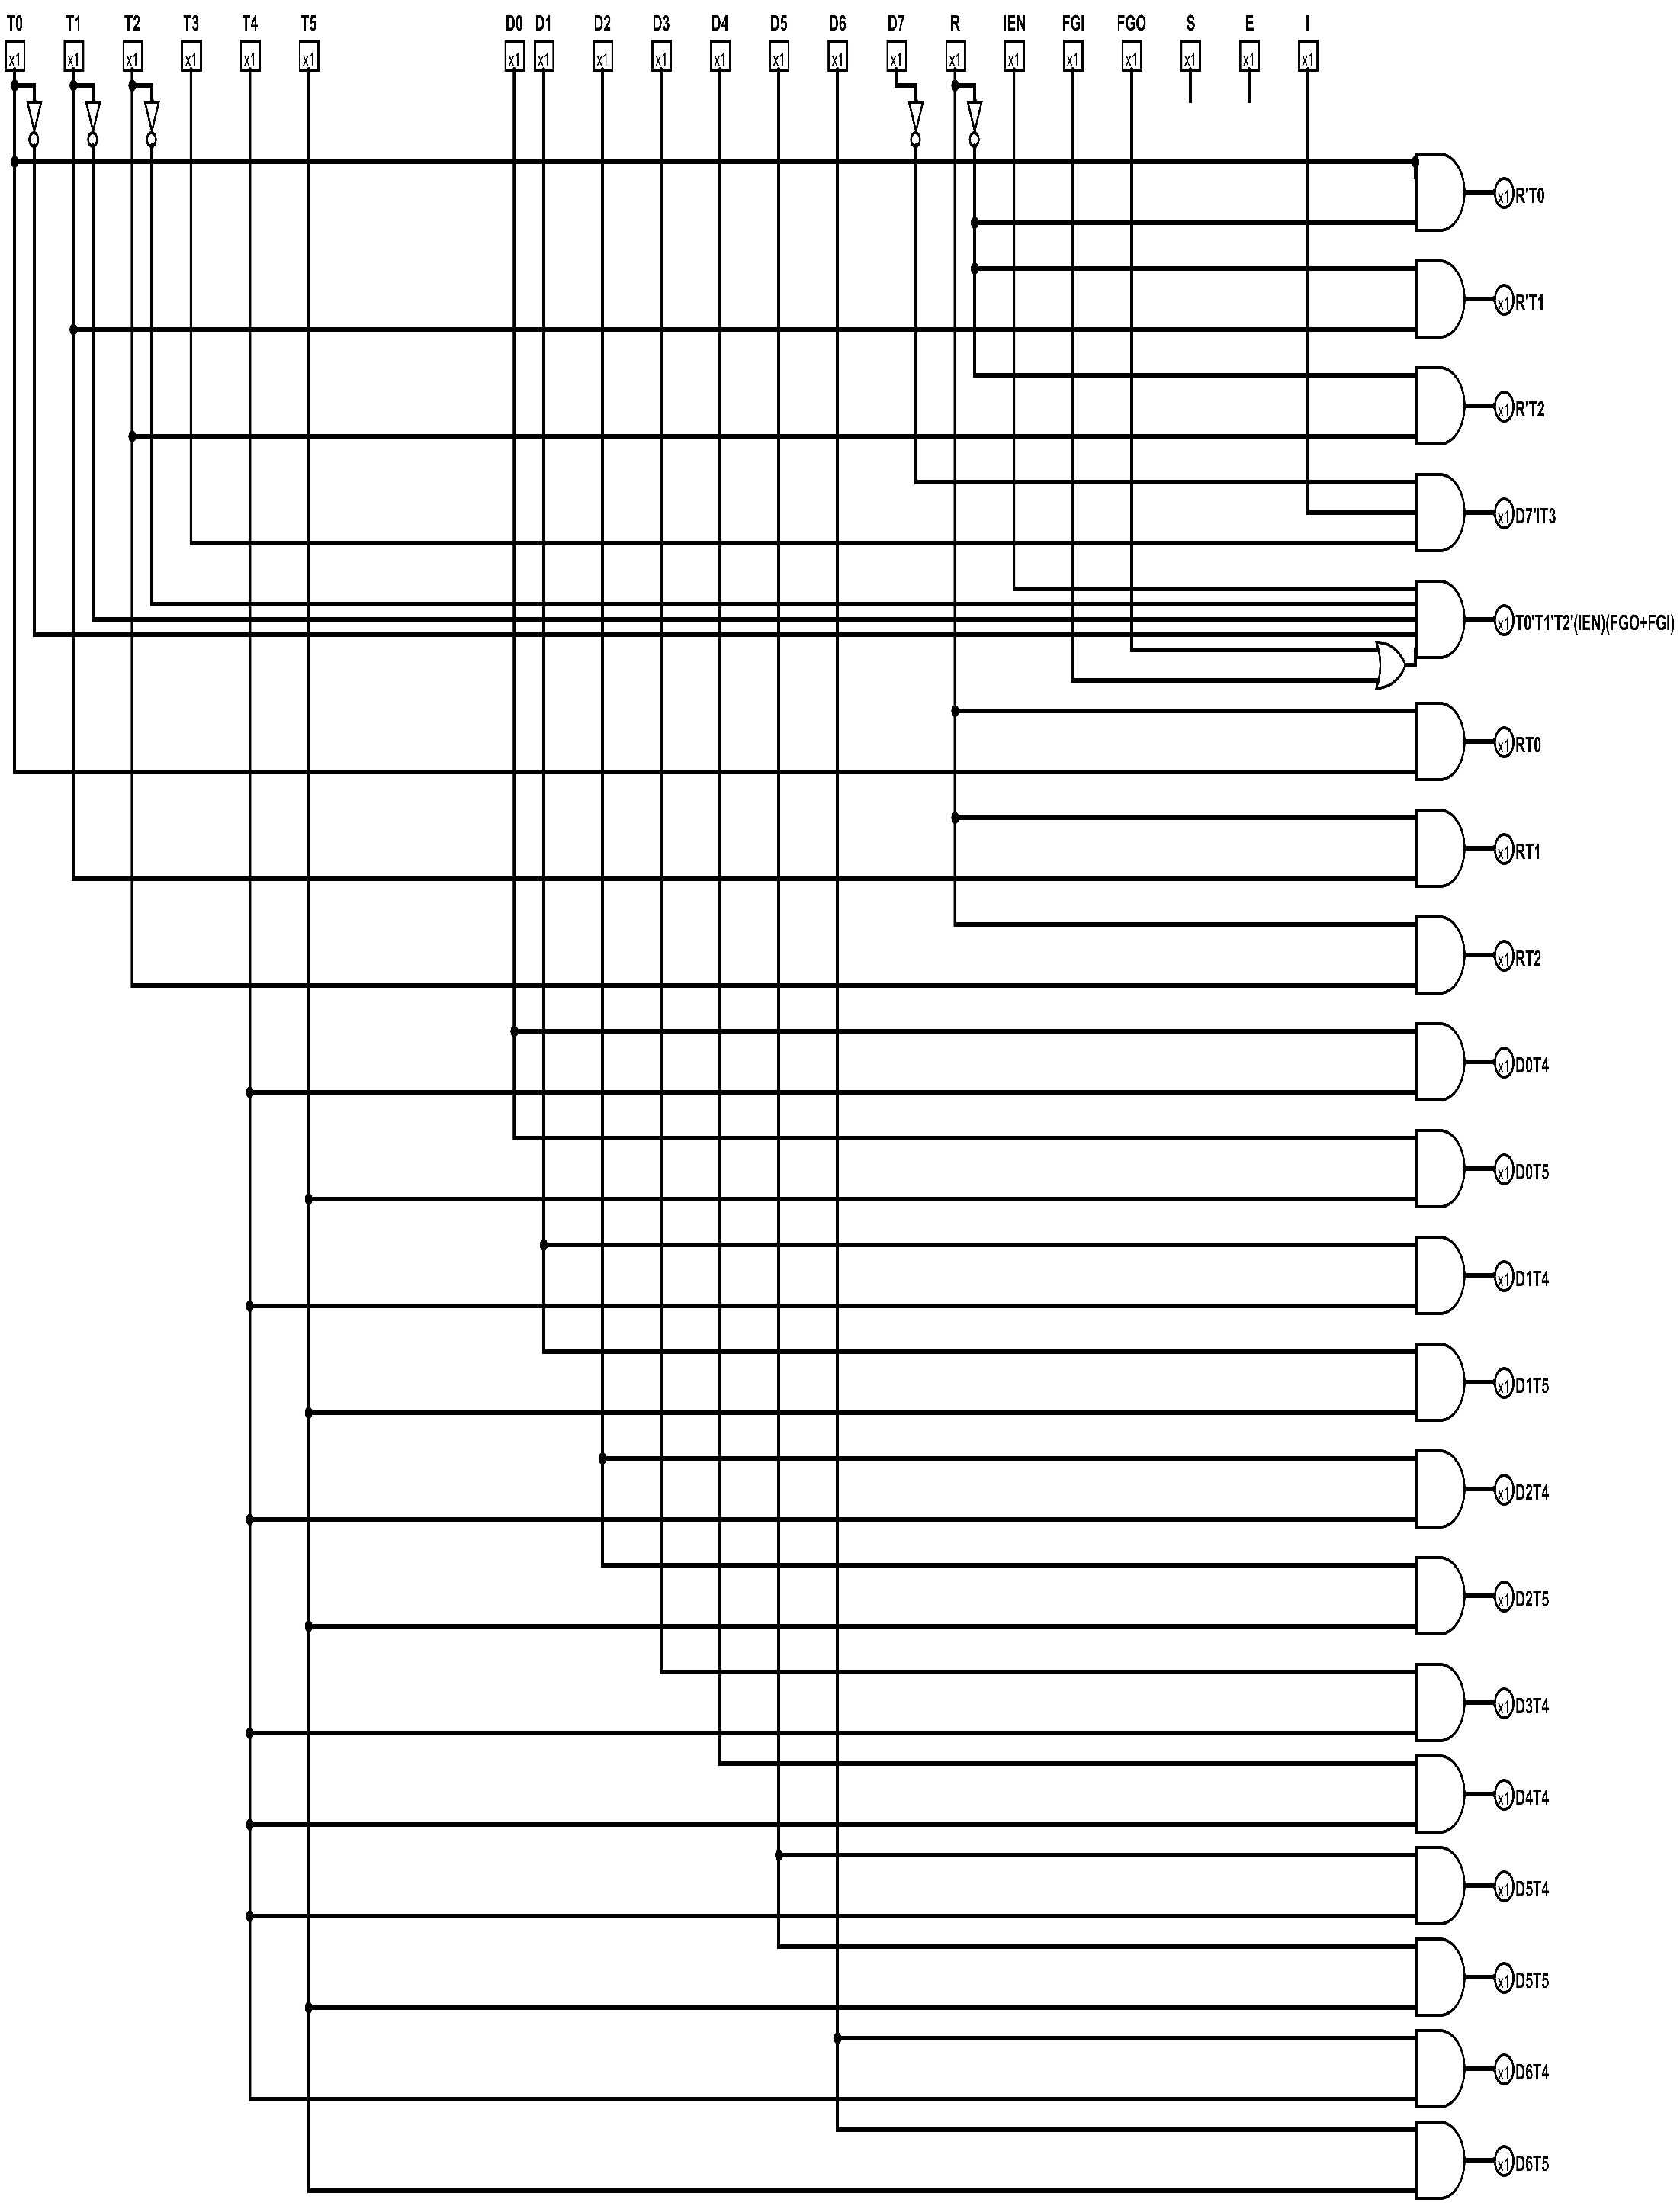 T0 T1 T2 T3 T4 T5 D0 D1 D2 D3 D4 D5 D6 D7 R IEN FGI FGO S E I
x1 x1 x1 x1 x1 x1 x1 x1 x1 x1 x1 x1 x1 x1 x1 x1 x1 x1 x1 x1 x1
x1 R'T0
x1 R'T1
x1 R'T2
x1 D7'IT3
x1 T0'T1'T2'(IEN)(FGO+FGI)
x1 RT0
x1 RT1
x1 RT2
x1 D0T4
x1 D0T5
x1 D1T4
x1 D1T5
x1 D2T4
x1 D2T5
x1 D3T4
x1 D4T4
x1 D5T4
x1 D5T5
x1 D6T4
x1 D6T5